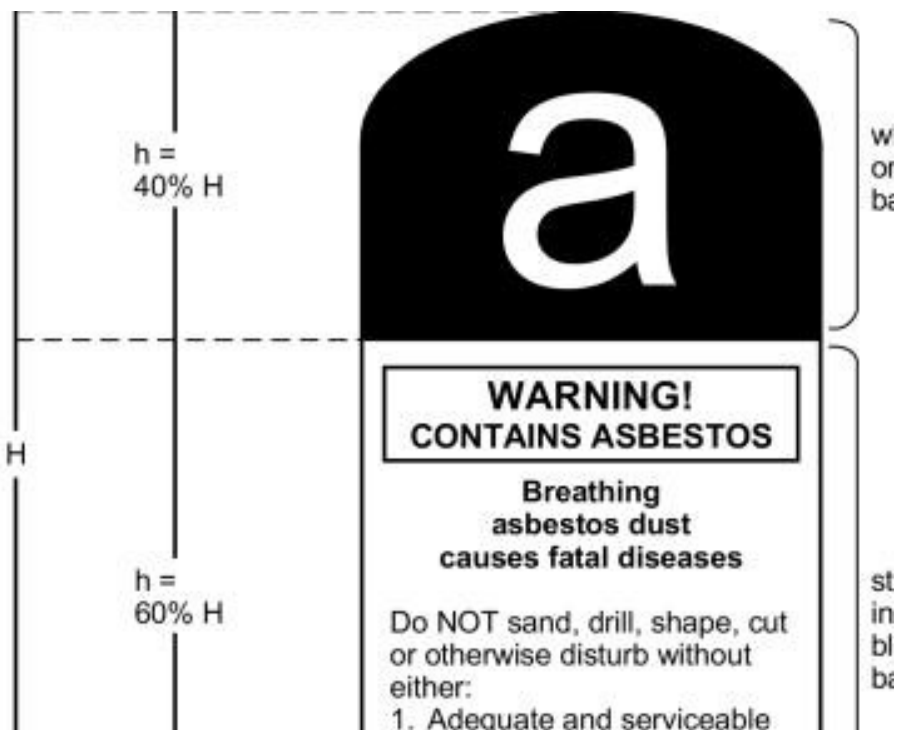 h =
40% H
a
H
WARNING!
CONTAINS ASBESTOS
Breathing
asbestos dust
causes fatal diseases
h =
60% H
Do NOT sand, drill, shape, cut
or otherwise disturb without
either:
1. Adequate and serviceable